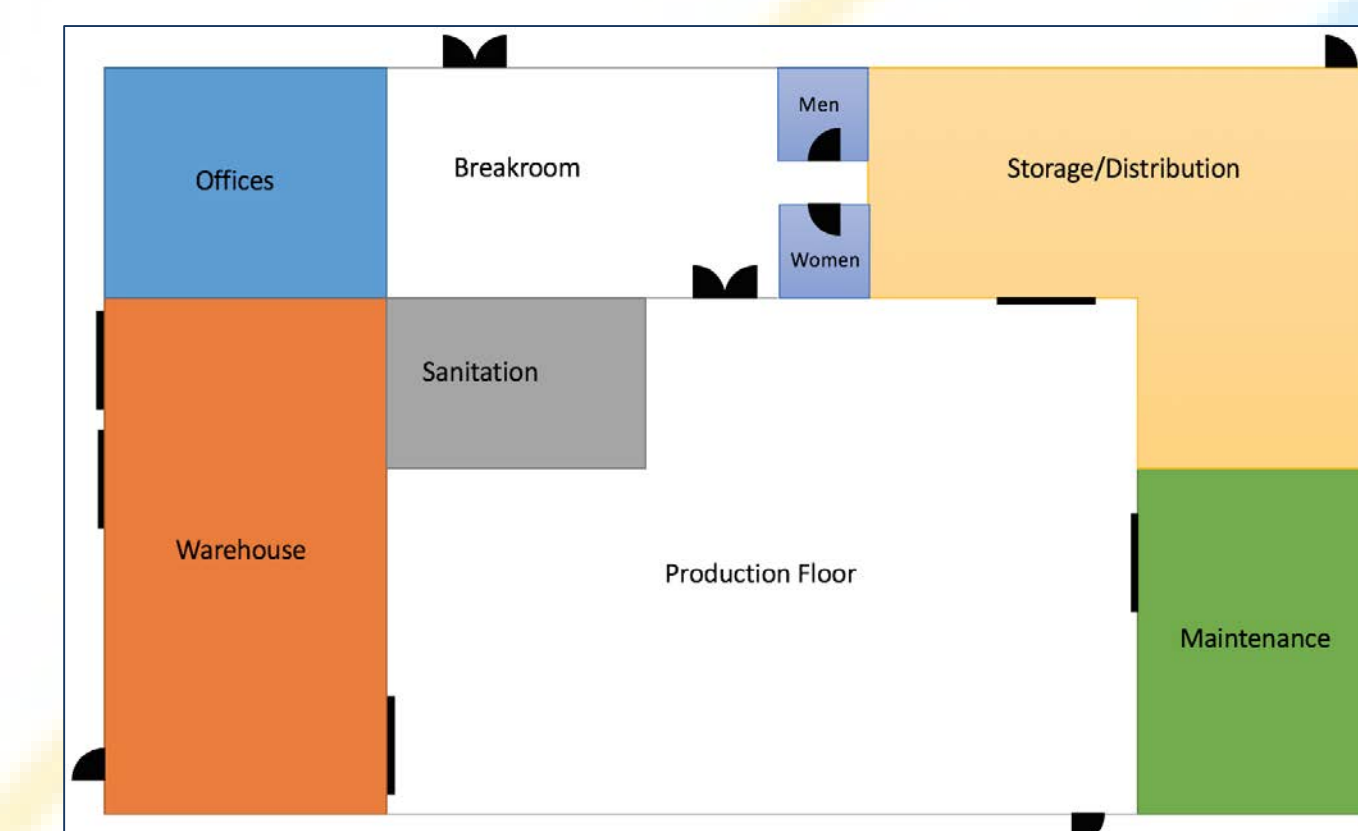 Men
Offices
Breakroom
Storage/Distribution
Women
Sanitation
Warehouse
Production Floor
Maintenance